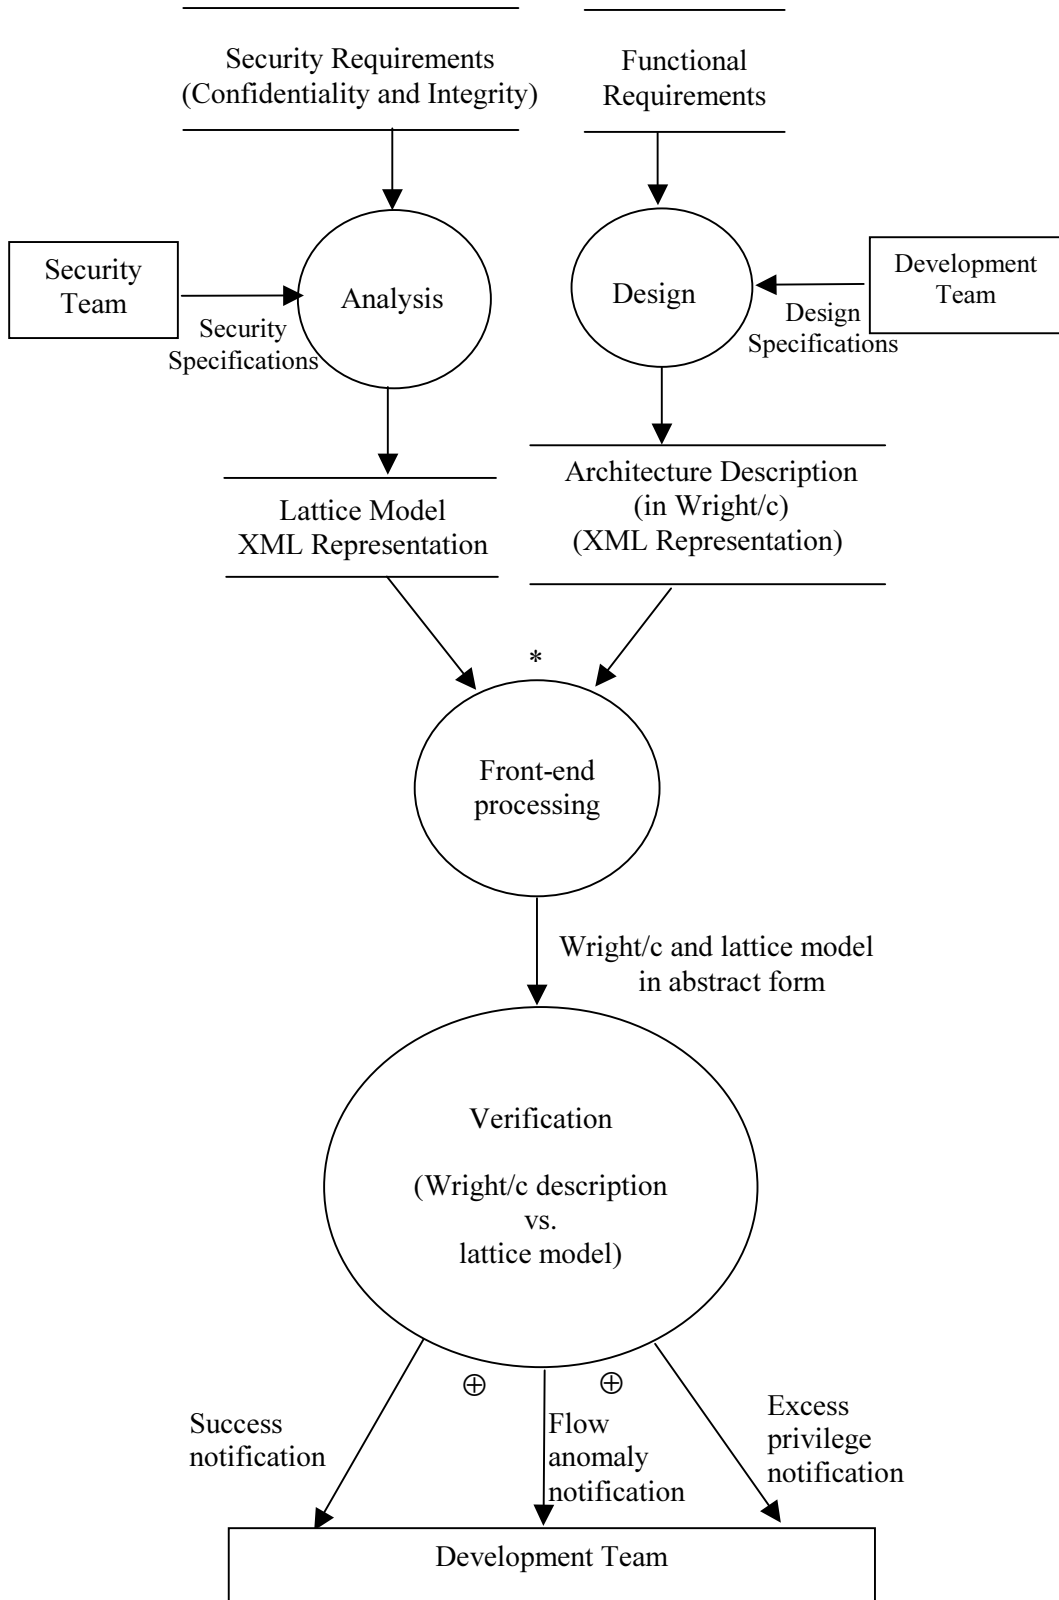 Security Requirements
(Confidentiality and Integrity)
Functional
Requirements
Security
Team
Analysis
Design
Development
Team
Security
Specifications
Design
Specifications
Lattice Model
XML Representation
Architecture Description
(in Wright/c)
(XML Representation)
*
Front-end
processing
Wright/c and lattice model
in abstract form
Verification
(Wright/c description
vs.
lattice model)
⊕
⊕
Success
notification
Flow
anomaly
notification
Excess
privilege
notification
Development Team